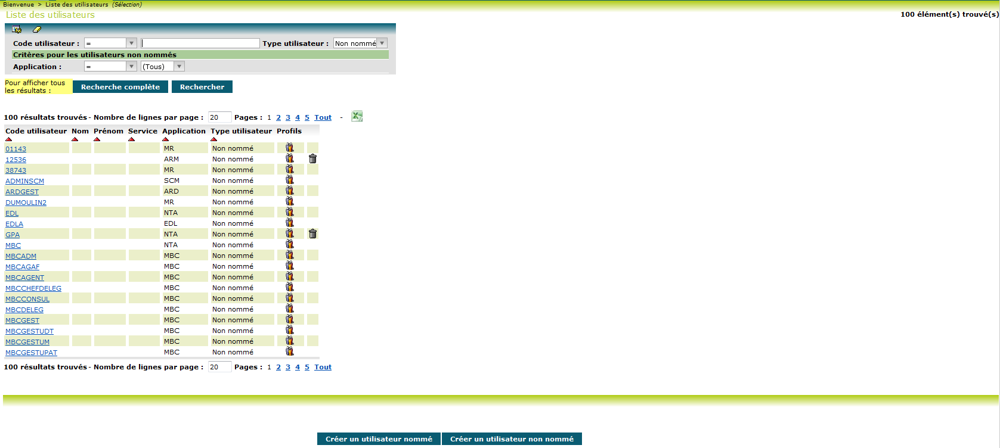 Bienvenue > Liste des utilisateurs (Sélection)
Liste des utilisateurs
100 élément(s) trouvé(s)
Code utilisateur : = Type utilisateur : Non nommé
Critères pour les utilisateurs non nommés
Application : = (Tous)
Pour afficher tous
les résultats :
Recherche complète Rechercher
100 résultats trouvés - Nombre de lignes par page : 20 Pages : 1 2 3 4 5 Tout -
Code utilisateur Nom Prénom Service Application Type utilisateur Profils
01143 MR Non nommé
12536 ARM Non nommé
38743 MR Non nommé
ADMINSCM SCM Non nommé
ARDGEST ARD Non nommé
DUMOULIN2 MR Non nommé
EDL NTA Non nommé
EDLA EDL Non nommé
GPA NTA Non nommé
MBC NTA Non nommé
MBCADM MBC Non nommé
MBCAGAF MBC Non nommé
MBCAGENT MBC Non nommé
MBCCHEFDELEG MBC Non nommé
MBCCONSUL MBC Non nommé
MBCDELEG MBC Non nommé
MBCGEST MBC Non nommé
MBCGESTUDT MBC Non nommé
MBCGESTUM MBC Non nommé
MBCGESTUPAT MBC Non nommé
100 résultats trouvés - Nombre de lignes par page : 20 Pages : 1 2 3 4 5 Tout
Créer un utilisateur nommé Créer un utilisateur non nommé